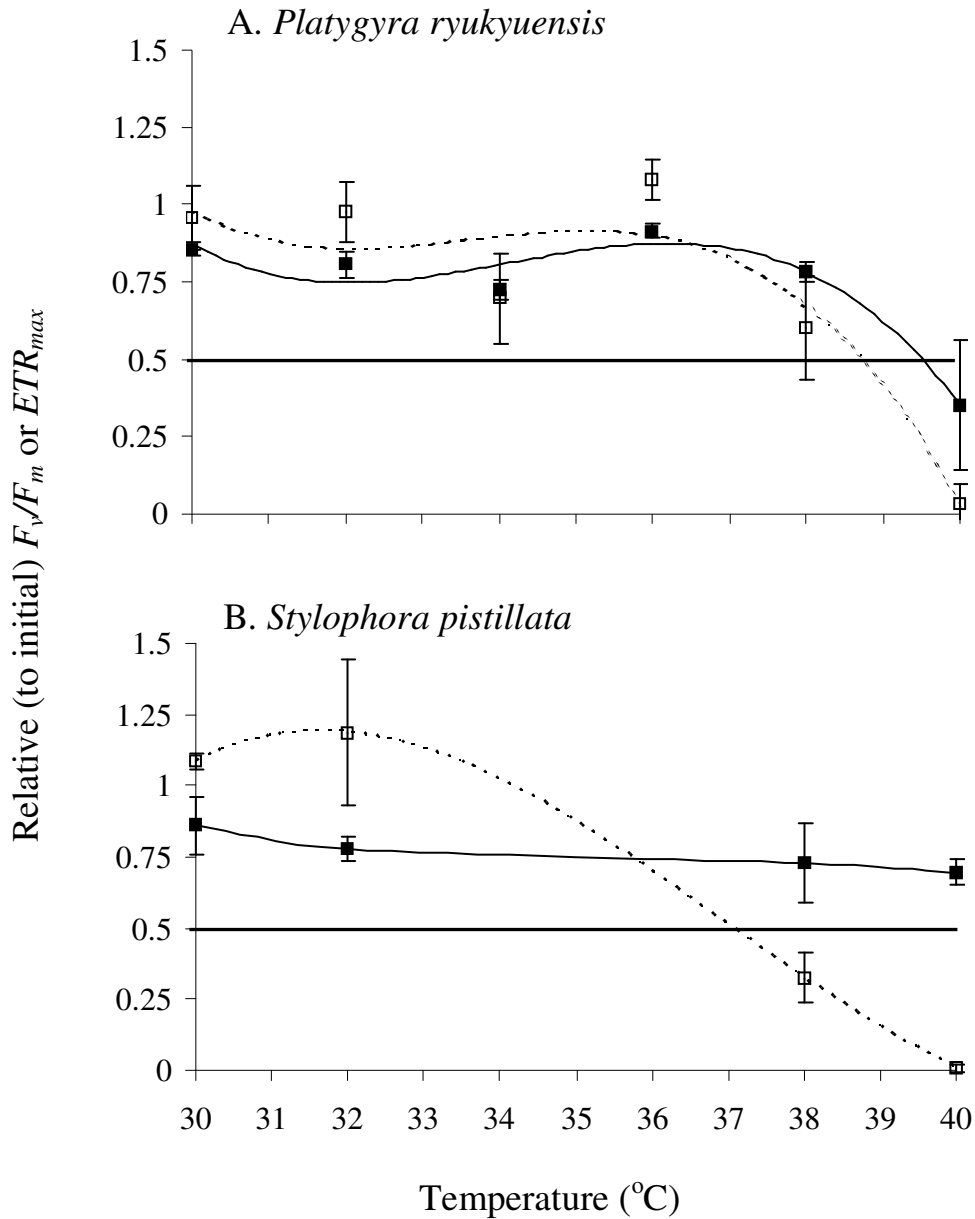 A. Platygyra ryukyuensis
1.5
1.25
1
0.75
0.5
0.25
0
Relative (to initial) Fv/Fm or ETRmax
B. Stylophora pistillata
1.5
1.25
1
0.75
0.5
0.25
0
30 31 32 33 34 35 36 37 38 39 40
Temperature (°C)